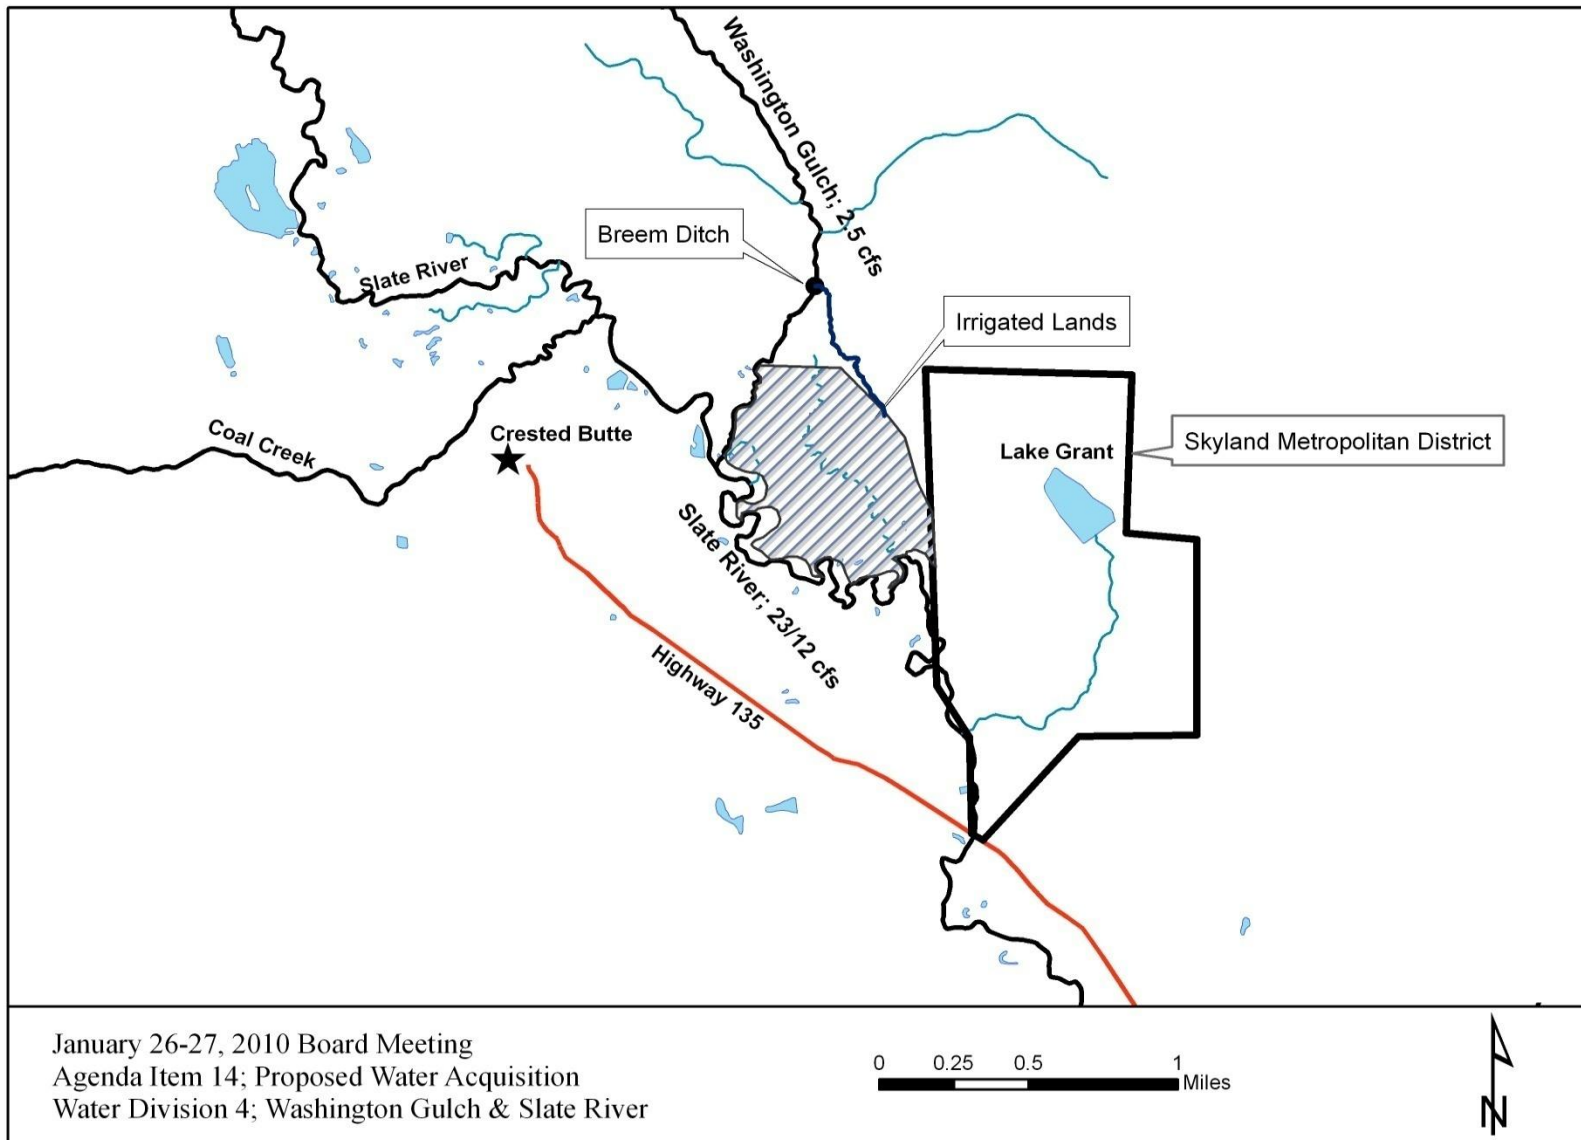 Washington Gulch; 2.5 cfs
Breem Ditch
Slate River
Irrigated Lands
Coal Creek
Crested Butte
Lake Grant
Skyland Metropolitan District
Slate River; 23/12 cfs
Highway 135
January 26-27, 2010 Board Meeting
Agenda Item 14; Proposed Water Acquisition
Water Division 4; Washington Gulch & Slate River
0 0.25 0.5 1
Miles
N